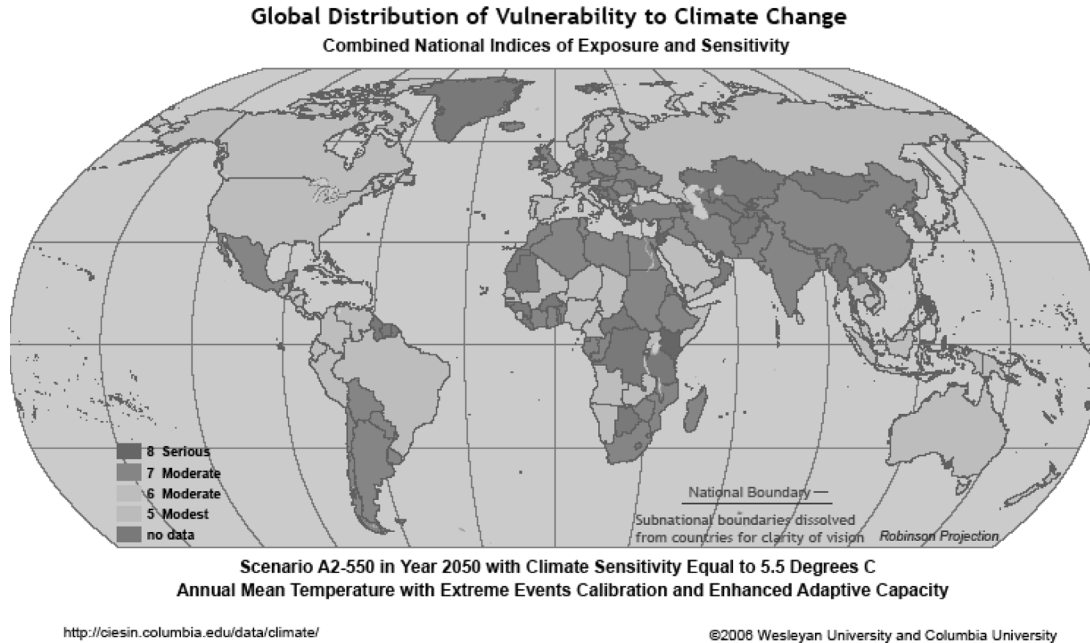 Global Distribution of Vulnerability to Climate Change
Combined National Indices of Exposure and Sensitivity
8 Serious
7 Moderate
6 Moderate
5 Modest
no data
National Boundary —
Subnational boundaries dissolved
from countries for clarity of vision
Robinson Projection
Scenario A2-550 in Year 2050 with Climate Sensitivity Equal to 5.5 Degrees C
Annual Mean Temperature with Extreme Events Calibration and Enhanced Adaptive Capacity
http://ciesin.columbia.edu/data/climate/
©2006 Wesleyan University and Columbia University